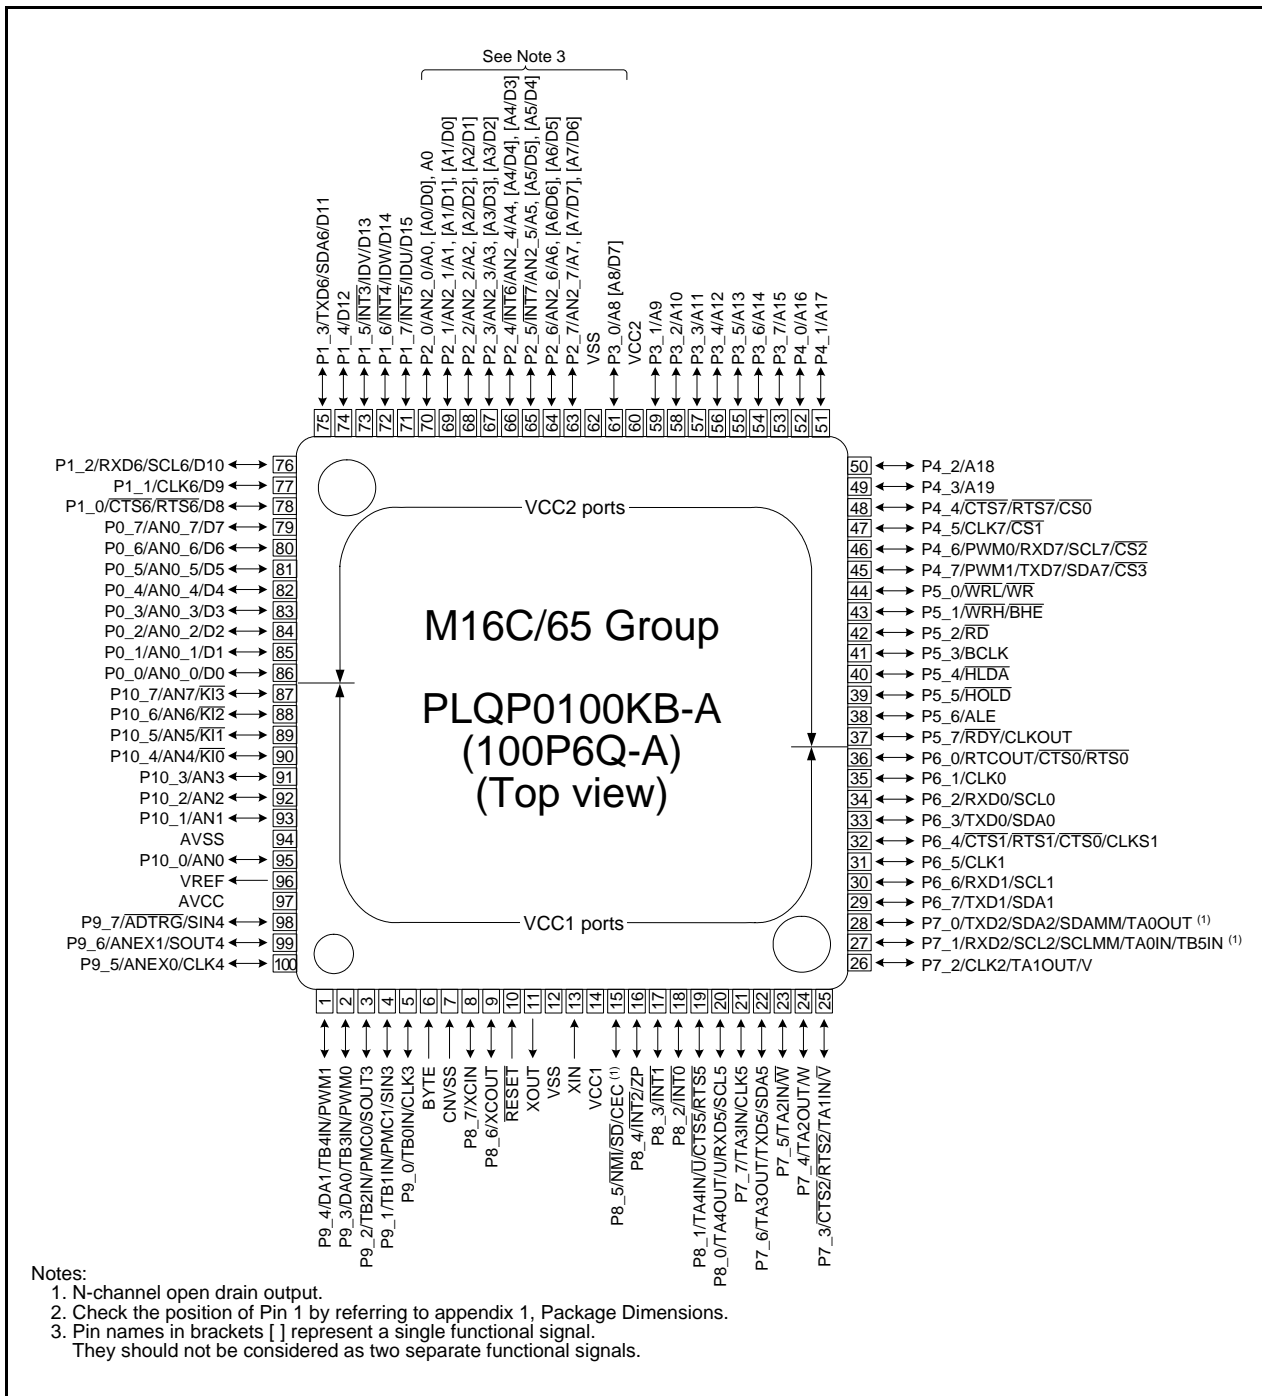 See Note 3
P1_3/TXD6/SDA6/D11
P1_4/D12
P1_5/INT3/IDV/D13
P1_6/INT4/IDW/D14
P1_7/INT5/IDU/D15
P2_0/AN2_0/A0, [A0/D0], A0
P2_1/AN2_1/A1, [A1/D1], [A1/D0]
P2_2/AN2_2/A2, [A2/D2], [A2/D1]
P2_3/AN2_3/A3, [A3/D3], [A3/D2]
P2_4/INT6/AN2_4/A4, [A4/D4], [A4/D3]
P2_5/INT7/AN2_5/A5, [A5/D5], [A5/D4]
P2_6/AN2_6/A6, [A6/D6], [A6/D5]
P2_7/AN2_7/A7, [A7/D7], [A7/D6]
VSS
P3_0/A8 [A8/D7]
VCC2
P3_1/A9
P3_2/A10
P3_3/A11
P3_4/A12
P3_5/A13
P3_6/A14
P3_7/A15
P4_0/A16
P4_1/A17
75 74 73 72 71 70 69 68 67 66 65 64 63 62 61 60 59 58 57 56 55 54 53 52 51
P1_2/RXD6/SCL6/D10 76
P1_1/CLK6/D9 77
P1_0/CTS6/RTS6/D8 78
P0_7/AN0_7/D7 79
P0_6/AN0_6/D6 80
P0_5/AN0_5/D5 81
P0_4/AN0_4/D4 82
P0_3/AN0_3/D3 83
P0_2/AN0_2/D2 84
P0_1/AN0_1/D1 85
P0_0/AN0_0/D0 86
P10_7/AN7/KI3 87
P10_6/AN6/KI2 88
P10_5/AN5/KI1 89
P10_4/AN4/KI0 90
P10_3/AN3 91
P10_2/AN2 92
P10_1/AN1 93
AVSS 94
P10_0/AN0 95
VREF 96
AVCC 97
P9_7/ADTRG/SIN4 98
P9_6/ANEX1/SOUT4 99
P9_5/ANEX0/CLK4 100
VCC2 ports
M16C/65 Group
PLQP0100KB-A
(100P6Q-A)
(Top view)
VCC1 ports
50 P4_2/A18
49 P4_3/A19
48 P4_4/CTS7/RTS7/CS0
47 P4_5/CLK7/CS1
46 P4_6/PWM0/RXD7/SCL7/CS2
45 P4_7/PWM1/TXD7/SDA7/CS3
44 P5_0/WRL/WR
43 P5_1/WRH/BHE
42 P5_2/RD
41 P5_3/BCLK
40 P5_4/HLDA
39 P5_5/HOLD
38 P5_6/ALE
37 P5_7/RDY/CLKOUT
36 P6_0/RTCOUT/CTS0/RTS0
35 P6_1/CLK0
34 P6_2/RXD0/SCL0
33 P6_3/TXD0/SDA0
32 P6_4/CTS1/RTS1/CTS0/CLKS1
31 P6_5/CLK1
30 P6_6/RXD1/SCL1
29 P6_7/TXD1/SDA1
28 P7_0/TXD2/SDA2/SDAMM/TA0OUT (1)
27 P7_1/RXD2/SCL2/SCLMM/TA0IN/TB5IN (1)
26 P7_2/CLK2/TA1OUT/V
1 2 3 4 5 6 7 8 9 10 11 12 13 14 15 16 17 18 19 20 21 22 23 24 25
P9_4/DA1/TB4IN/PWM1
P9_3/DA0/TB3IN/PWM0
P9_2/TB2IN/PMC0/SOUT3
P9_1/TB1IN/PMC1/SIN3
P9_0/TB0IN/CLK3
BYTE
CNVSS
P8_7/XCIN
P8_6/XCOUT
RESET
XOUT
VSS
XIN
VCC1
P8_5/NMI/SD/CEC (1)
P8_4/INT2/ZP
P8_3/INT1
P8_2/INT0
P8_1/TA4IN/U/CTS5/RTS5
P8_0/TA4OUT/U/RXD5/SCL5
P7_7/TA3IN/CLK5
P7_6/TA3OUT/TXD5/SDA5
P7_5/TA2IN/W
P7_4/TA2OUT/W
P7_3/CTS2/RTS2/TA1IN/V
Notes:
1. N-channel open drain output.
2. Check the position of Pin 1 by referring to appendix 1, Package Dimensions.
3. Pin names in brackets [ ] represent a single functional signal.
They should not be considered as two separate functional signals.